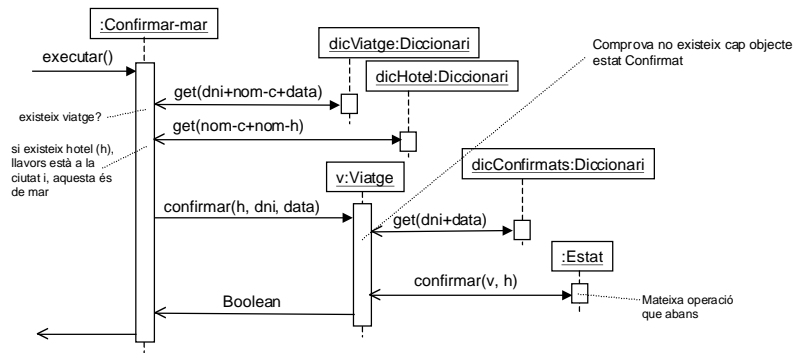 :Confirmar-mar
executar()
dicViatge:Diccionari
Comprova no existeix cap objecte
estat Confirmat
dicHotel:Diccionari
get(dni+nom-c+data)
existeix viatge?
get(nom-c+nom-h)
si existeix hotel (h),
llavors està a la
ciutat i, aquesta és
de mar
v:Viatge
dicConfirmats:Diccionari
confirmar(h, dni, data)
get(dni+data)
:Estat
confirmar(v, h)
Boolean
Mateixa operació
que abans